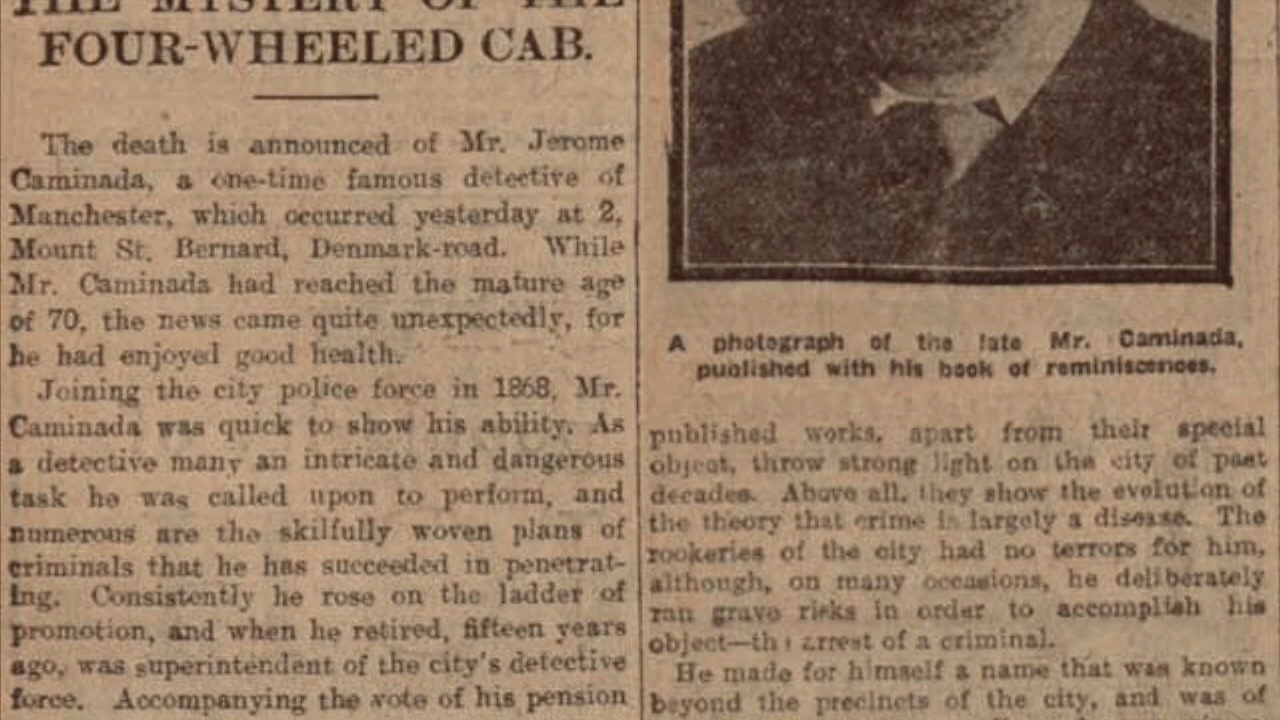 THE MYSTERY OF THE
FOUR-WHEELED CAB.
The death is announced of Mr. Jerome
Caminada, a one-time famous detective of
Manchester, which occurred yesterday at 2,
Mount St. Bernard, Denmark-road. While
Mr. Caminada had reached the mature age
of 70, the news came quite unexpectedly, for
he had enjoyed good health.
Joining the city police force in 1868, Mr.
Caminada was quick to show his ability. As
a detective many an intricate and dangerous
task he was called upon to perform, and
numerous are the skilfully woven plans of
criminals that he has succeeded in penetrat-
ing. Consistently he rose on the ladder of
promotion, and when he retired, fifteen years
ago, was superintendent of the city's detective
force. Accompanying the vote of his pension
A photograph of the late Mr. Caminada,
published with his book of reminiscences.
published works, apart from their special
object, throw strong light on the city of past
decades. Above all, they show the evolution of
the theory that crime is largely a disease. The
rookeries of the city had no terrors for him,
although, on many occasions, he deliberately
ran grave risks in order to accomplish his
object—the arrest of a criminal.
He made for himself a name that was known
beyond the precincts of the city, and was of